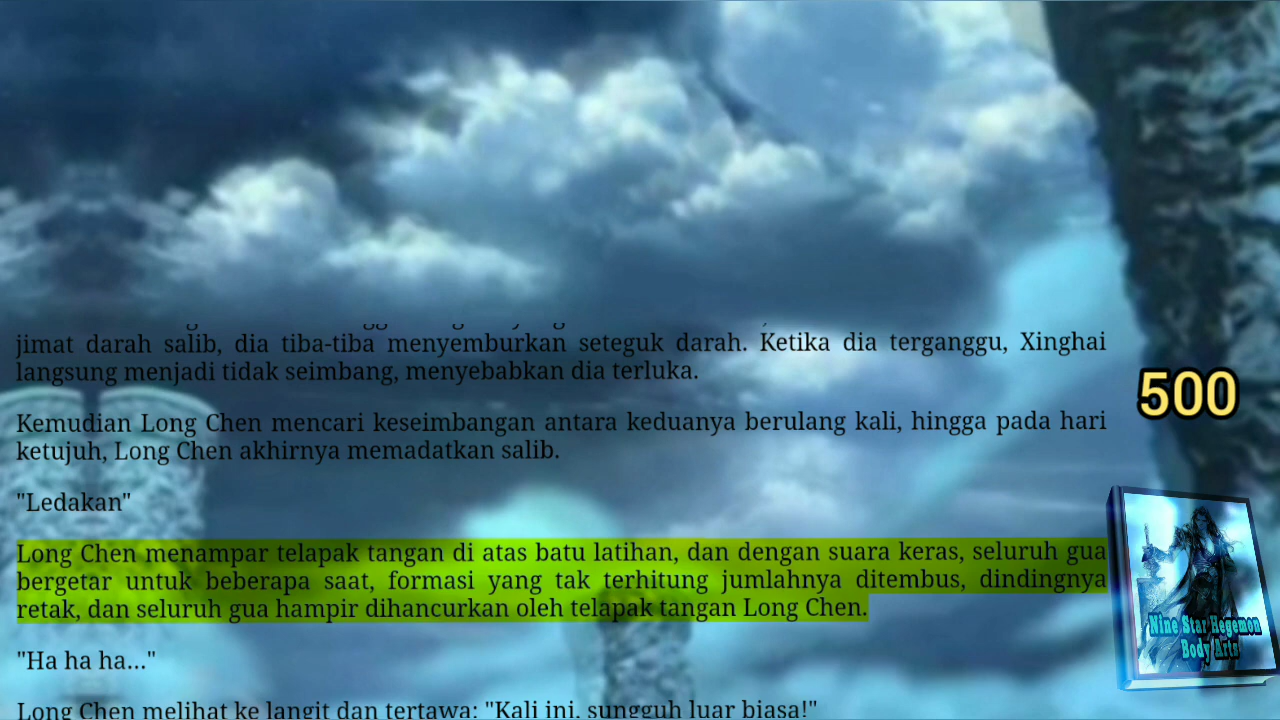 jimat darah salib, dia tiba-tiba menyemburkan seteguk darah. Ketika dia terganggu, Xinghai
langsung menjadi tidak seimbang, menyebabkan dia terluka.
Kemudian Long Chen mencari keseimbangan antara keduanya berulang kali, hingga pada hari
ketujuh, Long Chen akhirnya memadatkan salib.
"Ledakan"
Long Chen menampar telapak tangan di atas batu latihan, dan dengan suara keras, seluruh gua
bergetar untuk beberapa saat, formasi yang tak terhitung jumlahnya ditembus, dindingnya
retak, dan seluruh gua hampir dihancurkan oleh telapak tangan Long Chen.
"Ha ha ha..."
Long Chen melihat ke langit dan tertawa: "Kali ini, sungguh luar biasa!"
500
Nine Star Hegemon
Body Arts